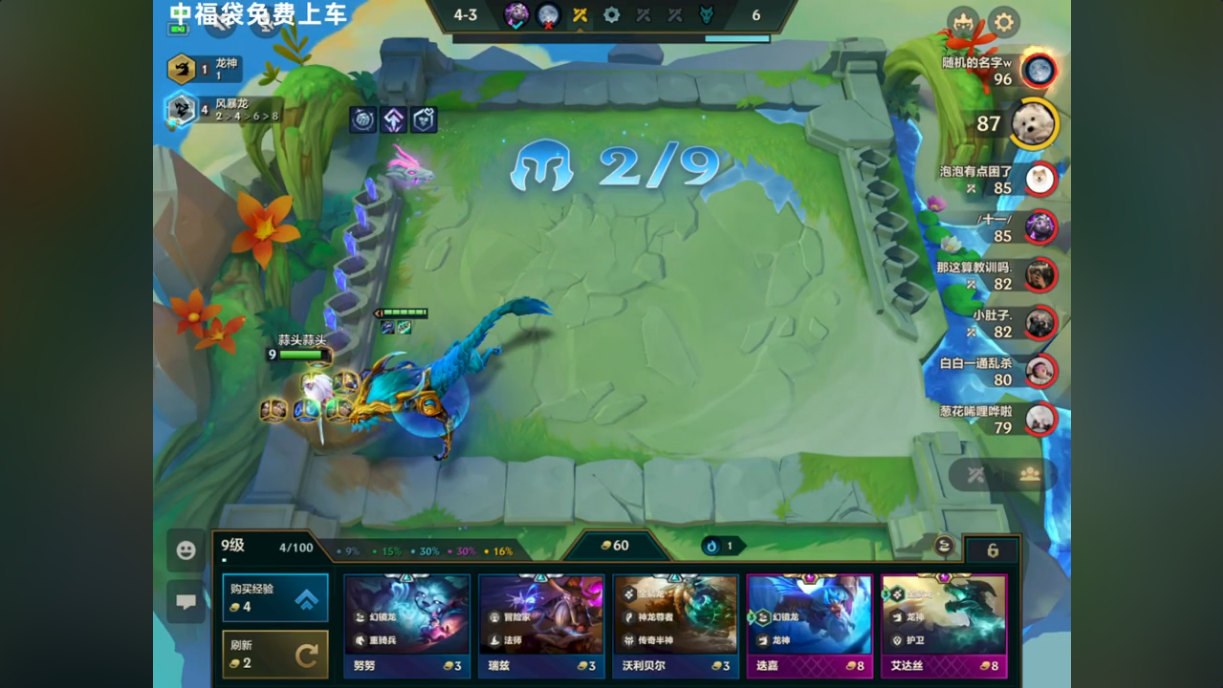 中福袋免费上车
4-3
6
1 龙神
1
4 风暴龙
2 > 4 > 6 > 8
2/9
随机的名字w
96
87
泡泡有点困了
85
/十一/
85
那这算教训吗.
82
小肚子.
82
白白一通乱杀
80
葱花唏哩哗啦
79
蒜头蒜头
9
9级
4/100
9% 15% 30% 30% 16%
60
1
6
购买经验
4
刷新
2
幻镜龙
重骑兵
努努 3
冒险家
法师
瑞兹 3
神龙尊者
传奇半神
沃利贝尔 3
3 幻镜龙
龙神
迭嘉 8
3
龙神
护卫
艾达丝 8